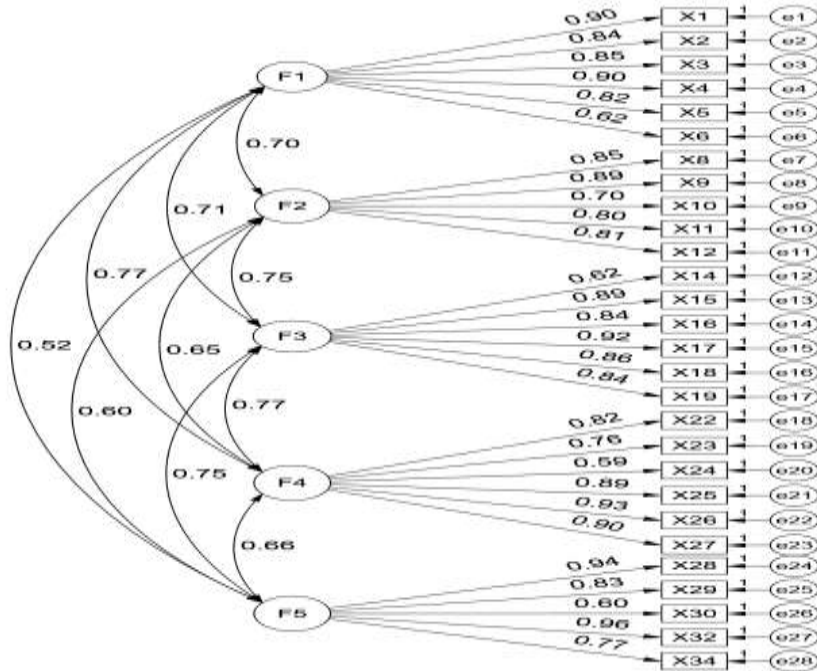 0.90 X1 1 e1
0.84 X2 1 e2
0.85 X3 1 e3
F1 0.90 X4 1 e4
0.82 X5 1 e5
0.62 X6 1 e6
0.70
0.85 X8 1 e7
0.89 X9 1 e8
F2 0.70 X10 1 e9
0.71
0.80 X11 1 e10
0.81 X12 1 e11
0.77 0.75
0.62 X14 1 e12
0.89 X15 1 e13
0.84 X16 1 e14
F3 0.92 X17 1 e15
0.52 0.65
0.86 X18 1 e16
0.84 X19 1 e17
0.60 0.77
0.82 X22 1 e18
0.76 X23 1 e19
0.59 X24 1 e20
0.75
F4 0.89 X25 1 e21
0.93 X26 1 e22
0.90 X27 1 e23
0.66
0.94 X28 1 e24
0.83 X29 1 e25
F5 0.60 X30 1 e26
0.96 X32 1 e27
0.77 X34 1 e28